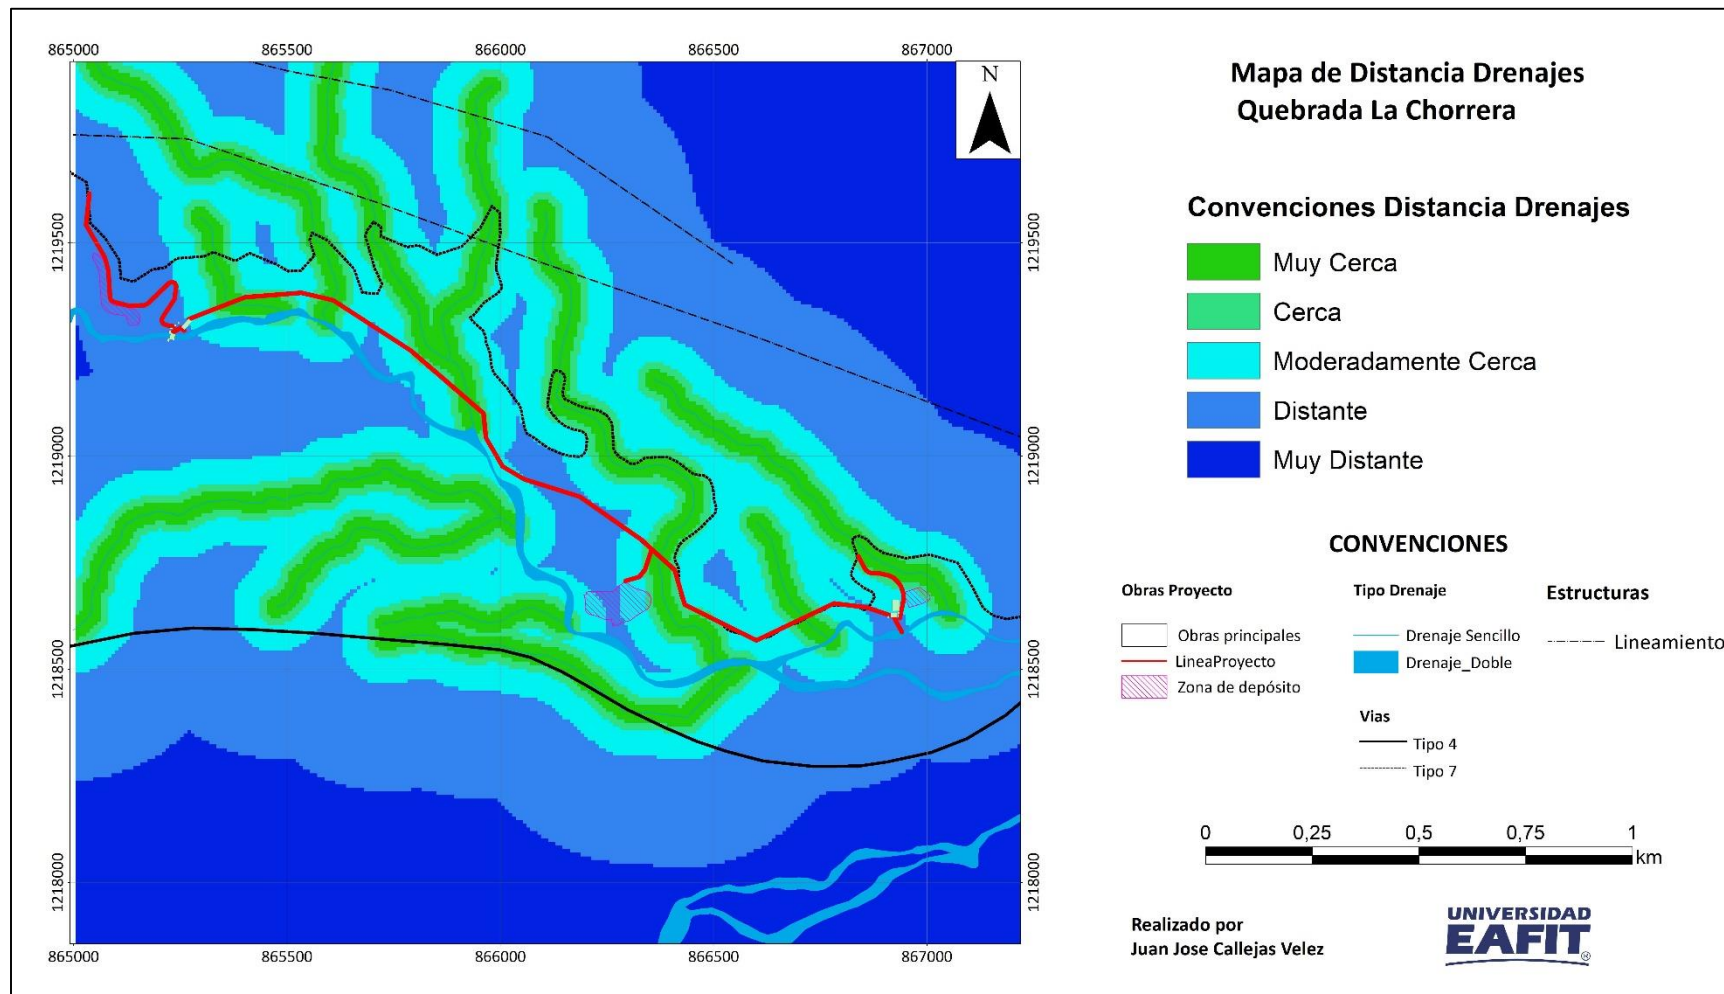 Mapa de Distancia Drenajes
Quebrada La Chorrera
865000
865500
866000
866500
867000
N
1219500
1219000
1218500
1218000
1219500
1219000
1218500
1218000
865000
865500
866000
866500
867000
Convenciones Distancia Drenajes
Muy Cerca
Cerca
Moderadamente Cerca
Distante
Muy Distante
CONVENCIONES
Obras Proyecto
Obras principales
LineaProyecto
Zona de depósito
Tipo Drenaje
Drenaje Sencillo
Drenaje_Doble
Estructuras
Lineamiento
Vias
Tipo 4
Tipo 7
0 0,25 0,5 0,75 1
km
Realizado por
Juan Jose Callejas Velez
UNIVERSIDAD
EAFIT®